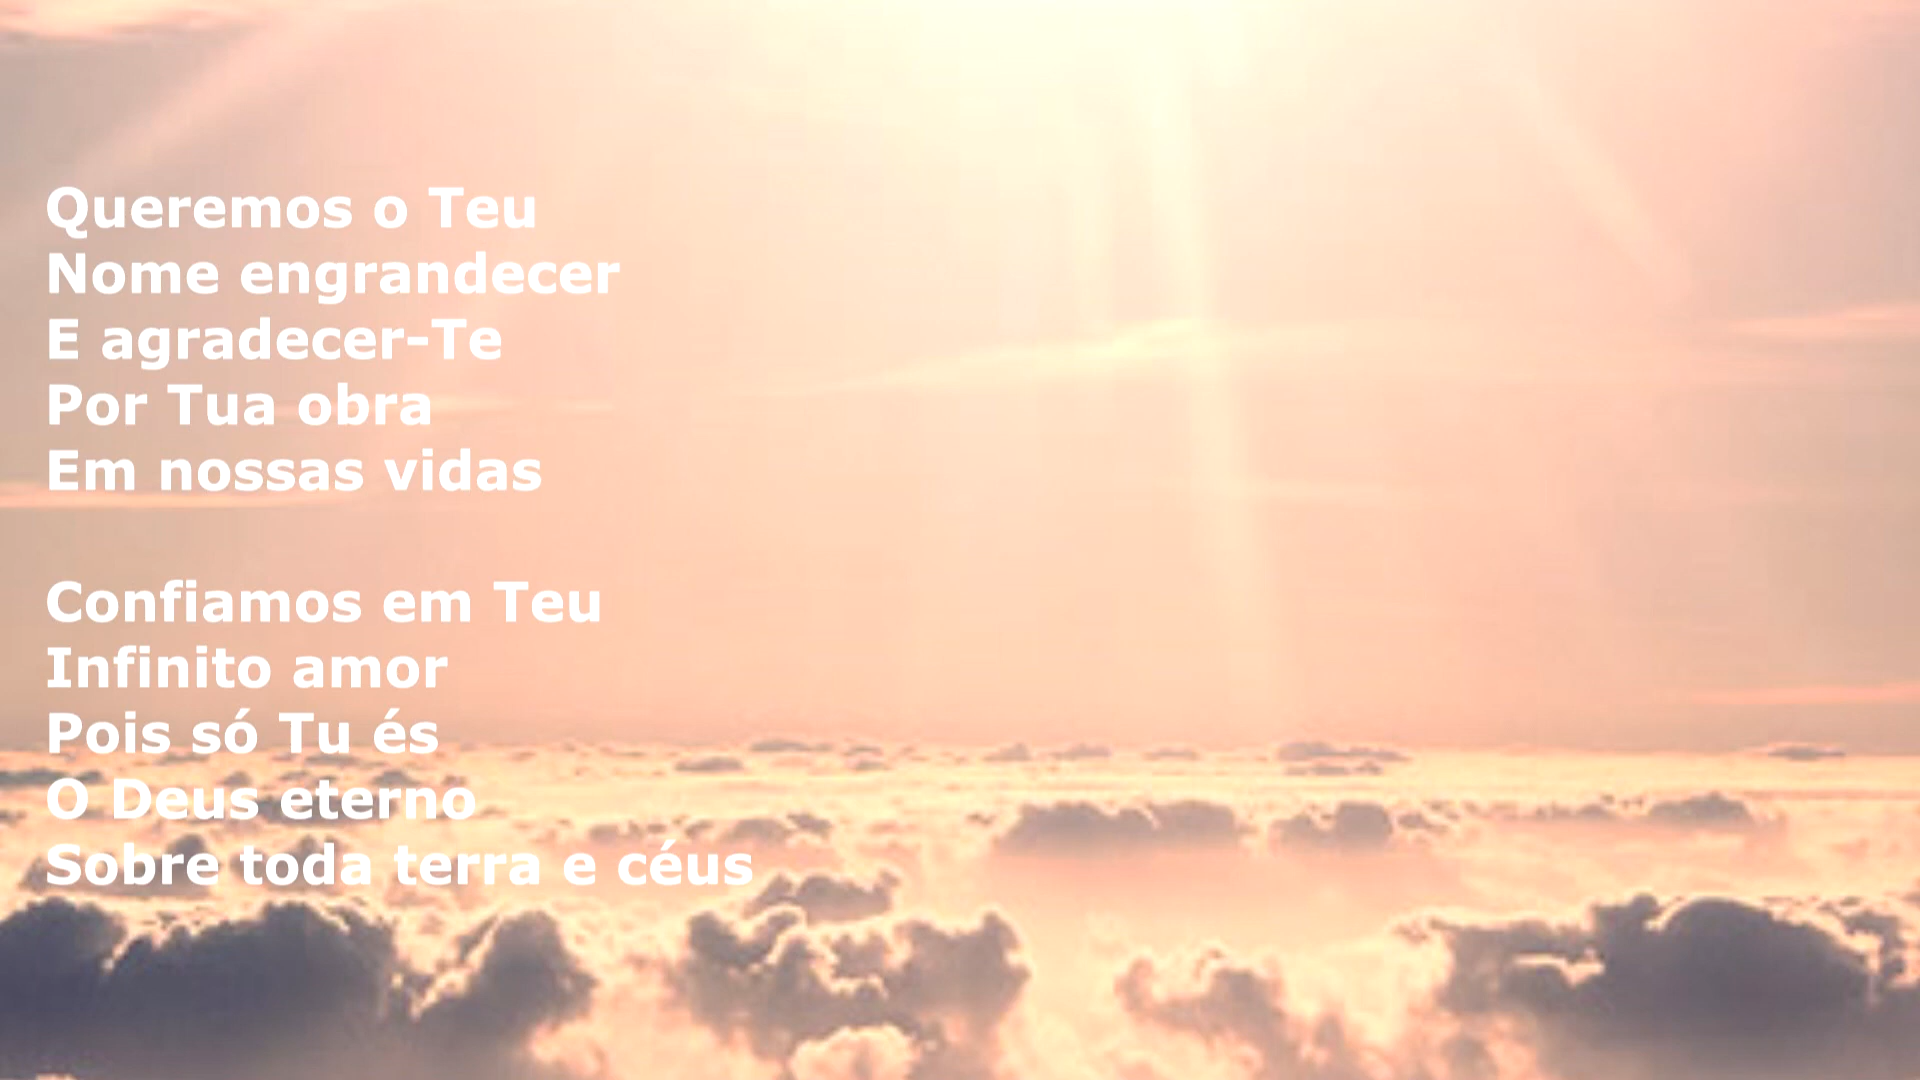 Queremos o Teu
Nome engrandecer
E agradecer-Te
Por Tua obra
Em nossas vidas
Confiamos em Teu
Infinito amor
Pois só Tu és
O Deus eterno
Sobre toda terra e céus